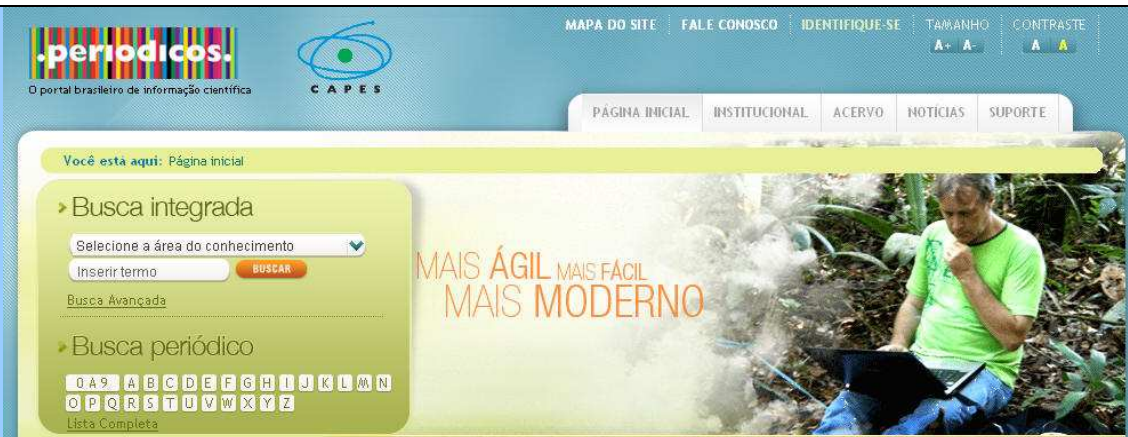 MAPA DO SITE FALE CONOSCO IDENTIFIQUE-SE TAMANHO CONTRASTE
A+ A- A A
.periodicos.
O portal brasileiro de informação científica
CAPES
PÁGINA INICIAL INSTITUCIONAL ACERVO NOTÍCIAS SUPORTE
Você está aqui: Página inicial
Busca integrada
Selecione a área do conhecimento
Inserir termo BUSCAR
Busca Avançada
MAIS ÁGIL MAIS FÁCIL
MAIS MODERNO
Busca periódico
0 A 9 A B C D E F G H I J K L M N
O P Q R S T U V W X Y Z
Lista Completa